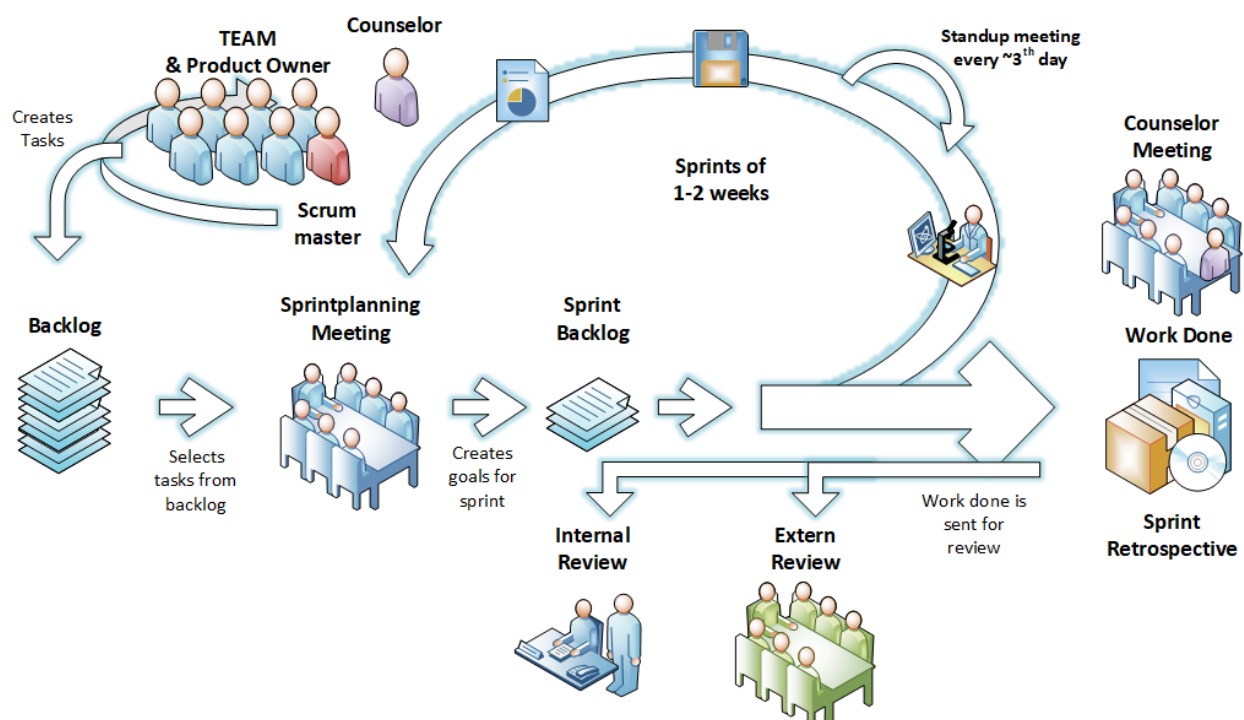 TEAM
& Product Owner
Counselor
Creates
Tasks
Scrum
master
Standup meeting
every ~3th day
Sprints of
1-2 weeks
Counselor
Meeting
Backlog
Sprintplanning
Meeting
Sprint
Backlog
Work Done
Selects
tasks from
backlog
Creates
goals for
sprint
Internal
Review
Extern
Review
Work done is
sent for
review
Sprint
Retrospective